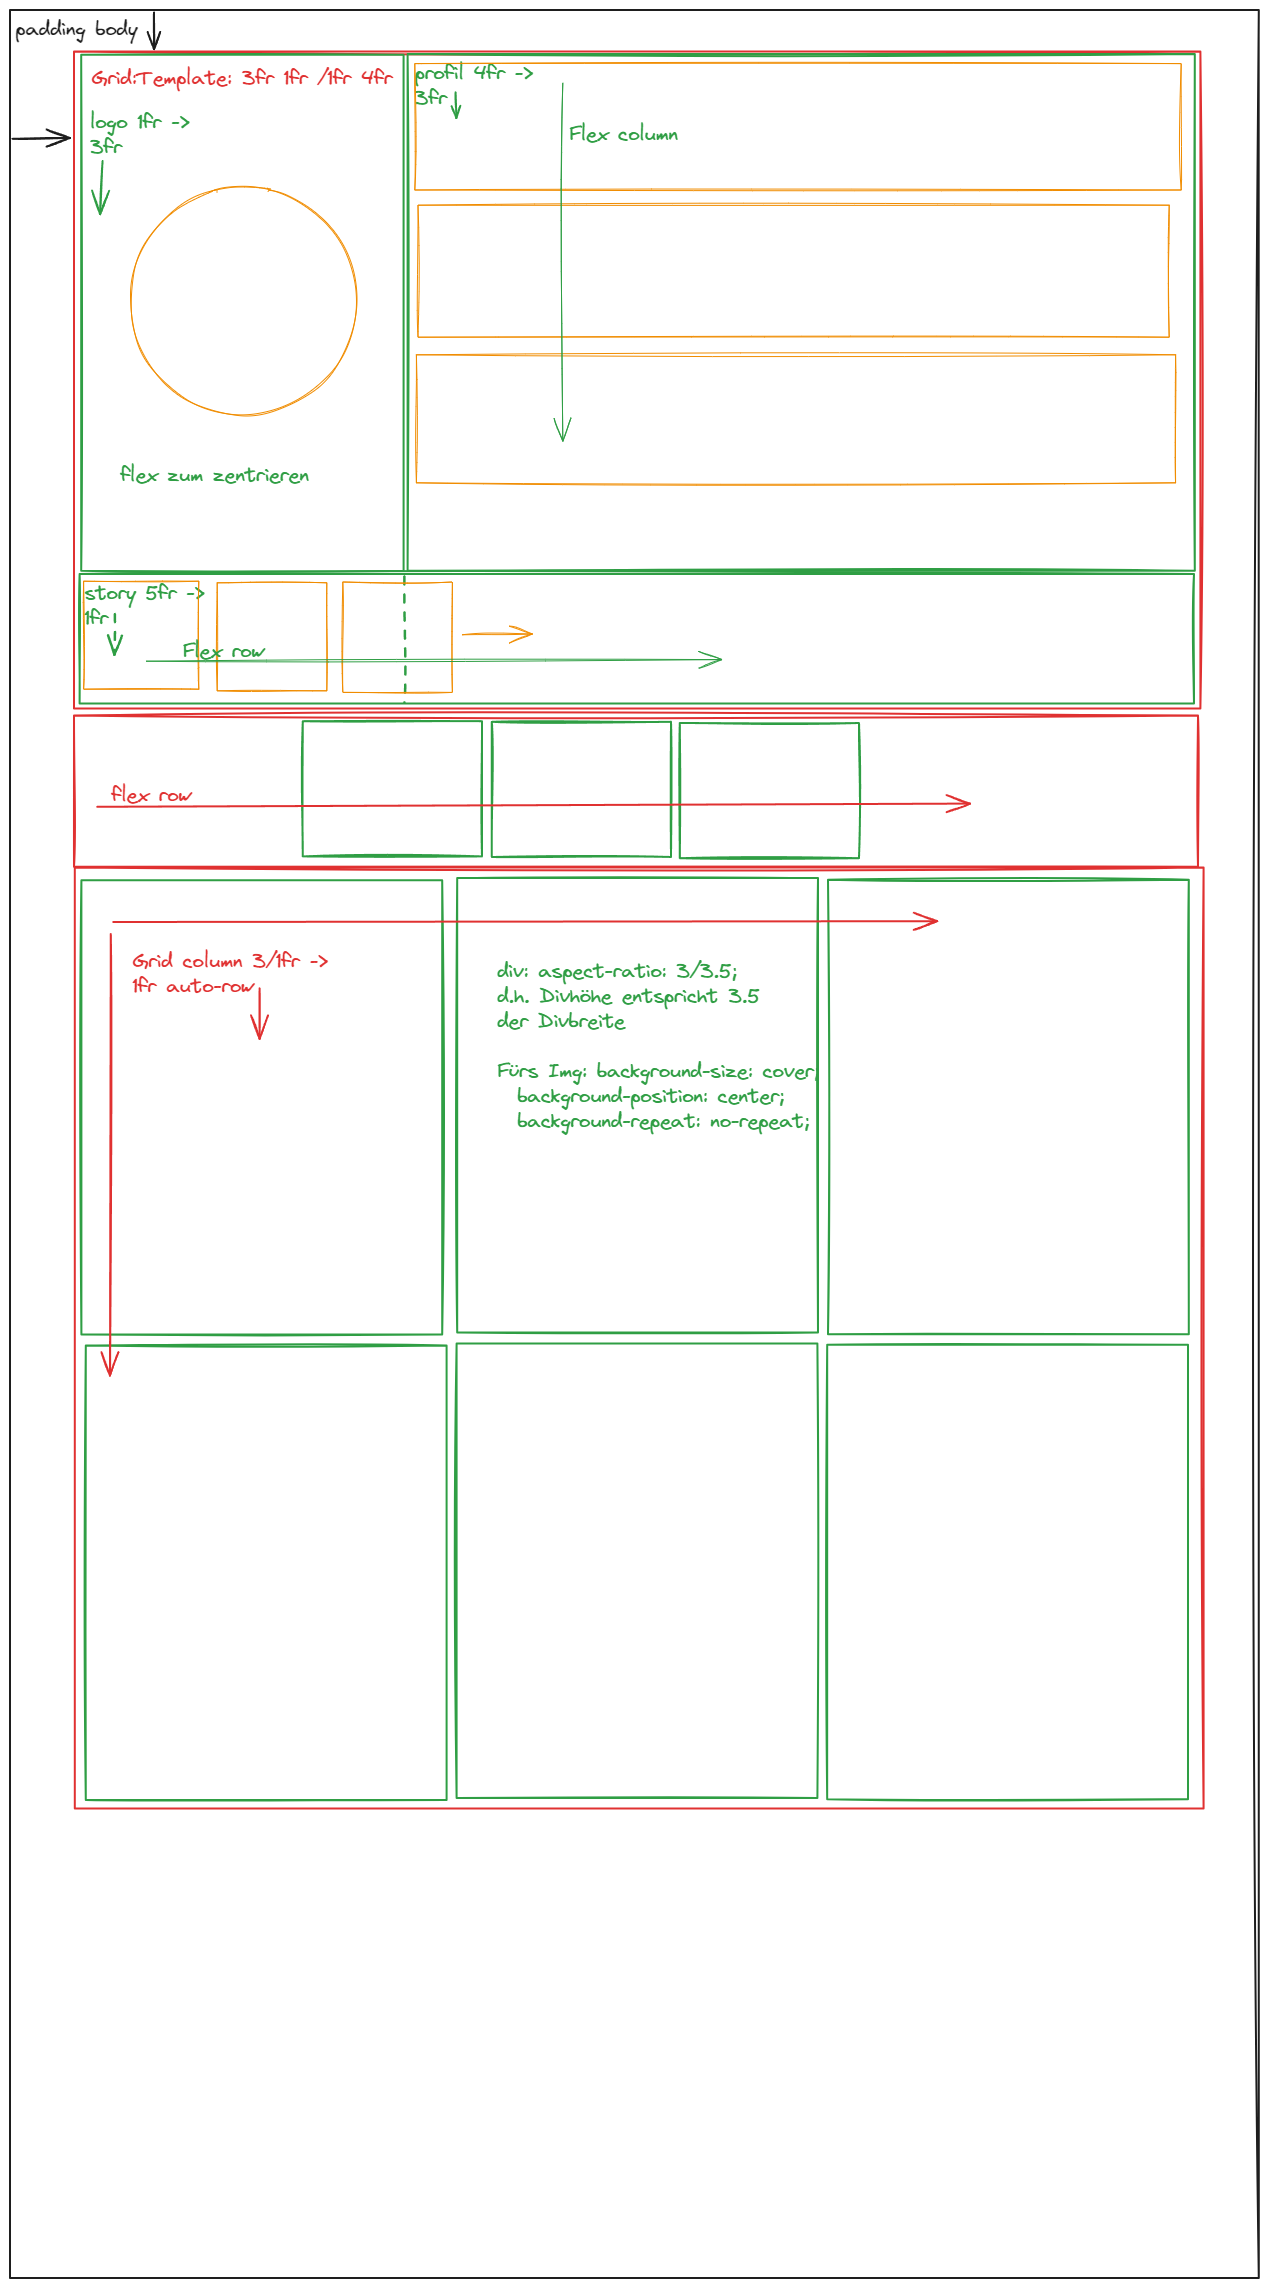 padding body
Grid:Template: 3fr 1fr /1fr 4fr
logo 1fr ->
3fr
flex zum zentrieren
profil 4fr ->
3fr
Flex column
story 5fr ->
1fr
Flex row
flex row
Grid column 3/1fr ->
1fr auto-row
div: aspect-ratio: 3/3.5;
d.h. Divhöhe entspricht 3.5
der Divbreite
Fürs Img: background-size: cover;
background-position: center;
background-repeat: no-repeat;